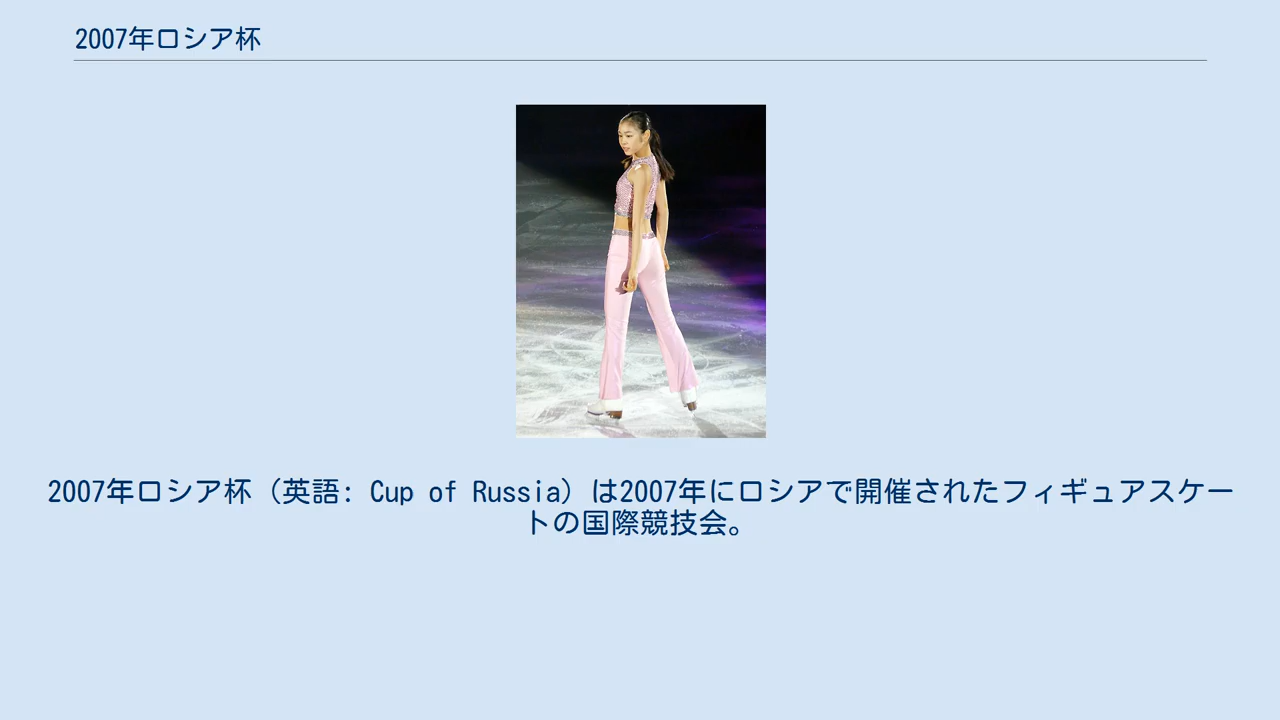 2007年ロシア杯
2007年ロシア杯（英語: Cup of Russia）は2007年にロシアで開催されたフィギュアスケー
トの国際競技会。